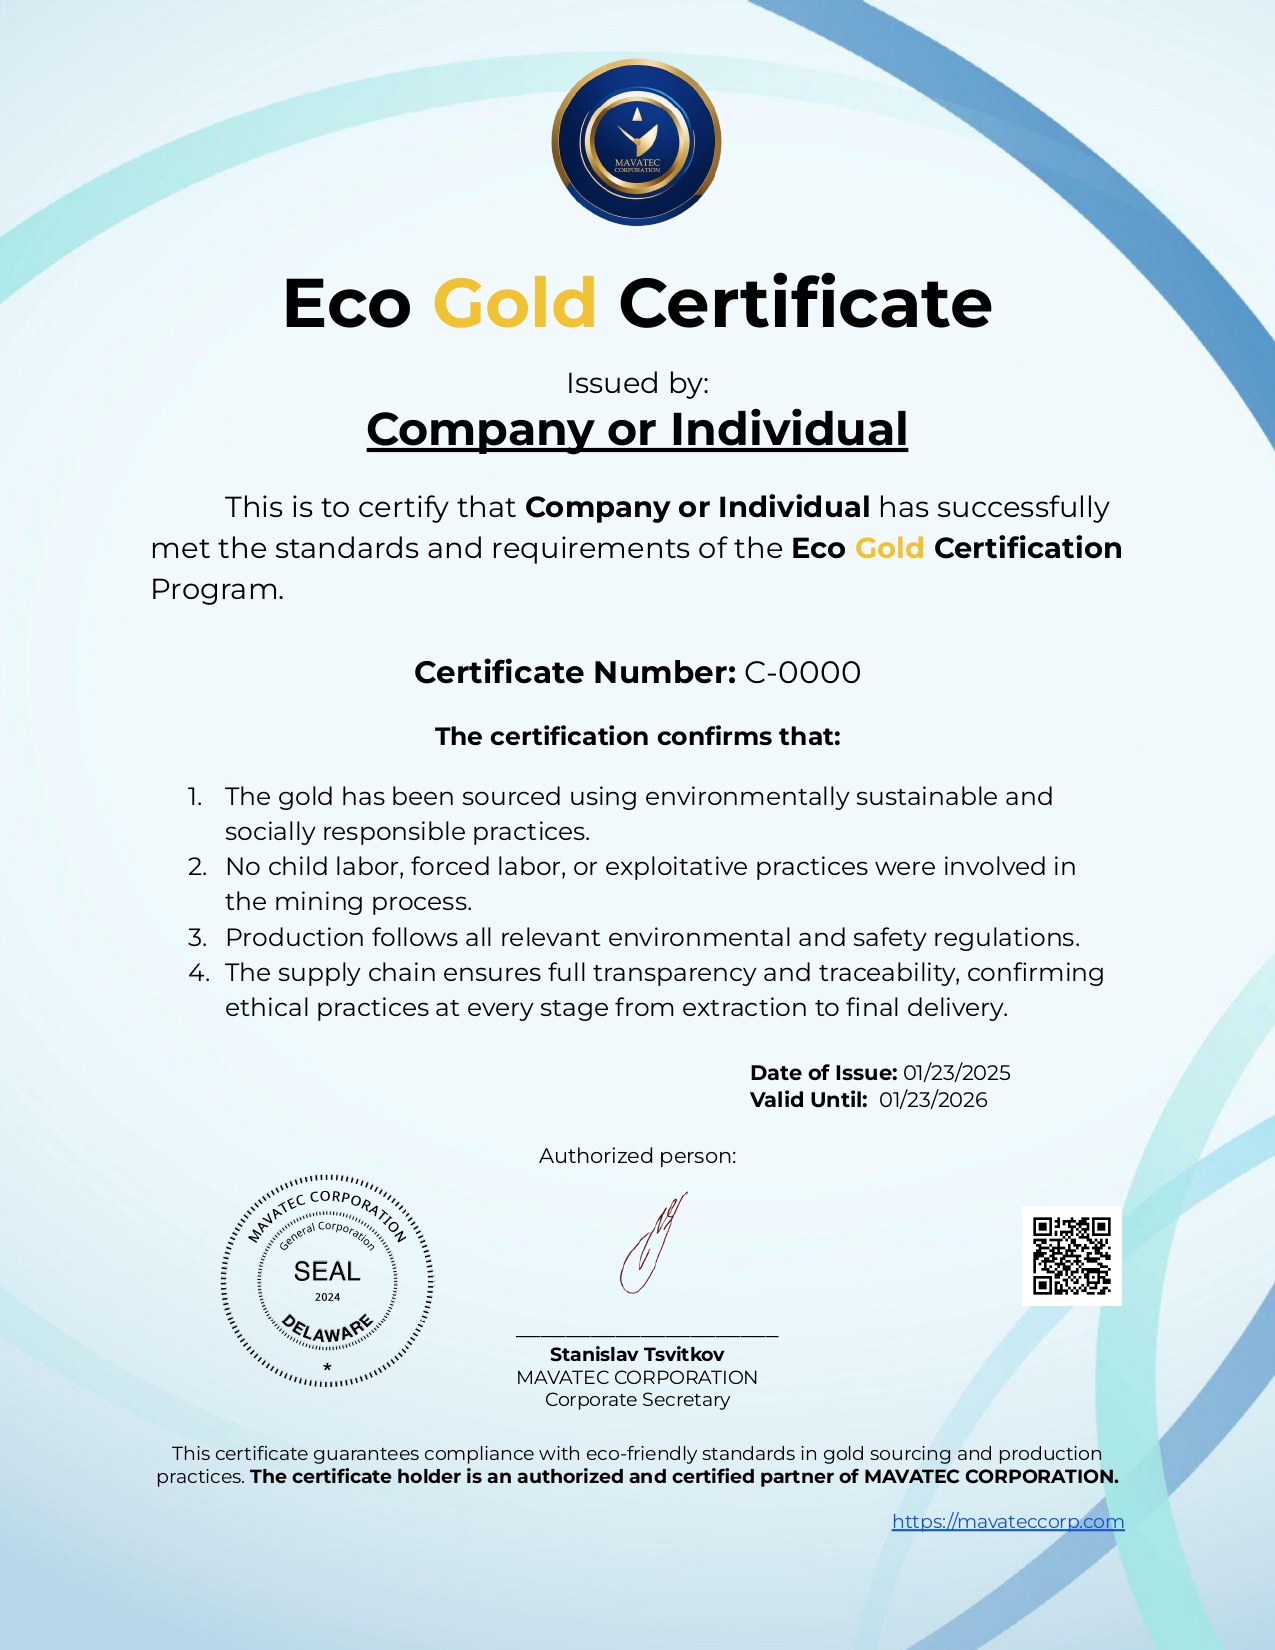 MAVATEC
CORPORATION
Eco Gold Certificate
Issued by:
Company or Individual
This is to certify that Company or Individual has successfully
met the standards and requirements of the Eco Gold Certification
Program.
Certificate Number: C-0000
The certification confirms that:
1. The gold has been sourced using environmentally sustainable and
socially responsible practices.
2. No child labor, forced labor, or exploitative practices were involved in
the mining process.
3. Production follows all relevant environmental and safety regulations.
4. The supply chain ensures full transparency and traceability, confirming
ethical practices at every stage from extraction to final delivery.
Date of Issue: 01/23/2025
Valid Until: 01/23/2026
Authorized person:
MAVATEC CORPORATION
General Corporation
SEAL
2024
DELAWARE
*
Stanislav Tsvitkov
MAVATEC CORPORATION
Corporate Secretary
This certificate guarantees compliance with eco-friendly standards in gold sourcing and production
practices. The certificate holder is an authorized and certified partner of MAVATEC CORPORATION.
https://mavateccorp.com